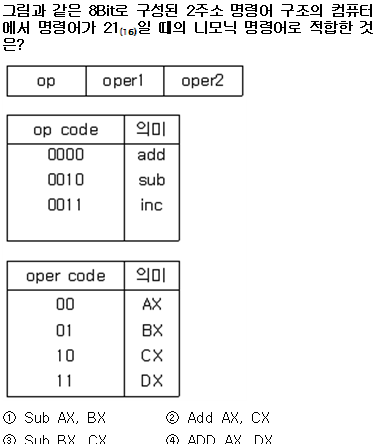 그림과 같은 8Bit로 구성된 2주소 명령어 구조의 컴퓨터
에서 명령어가 21(16)일 때의 니모닉 명령어로 적합한 것
은?
op oper1 oper2
op code 의미
0000 add
0010 sub
0011 inc
oper code 의미
00 AX
01 BX
10 CX
11 DX
① Sub AX, BX ② Add AX, CX
③ Sub BX, CX ④ ADD AX, DX